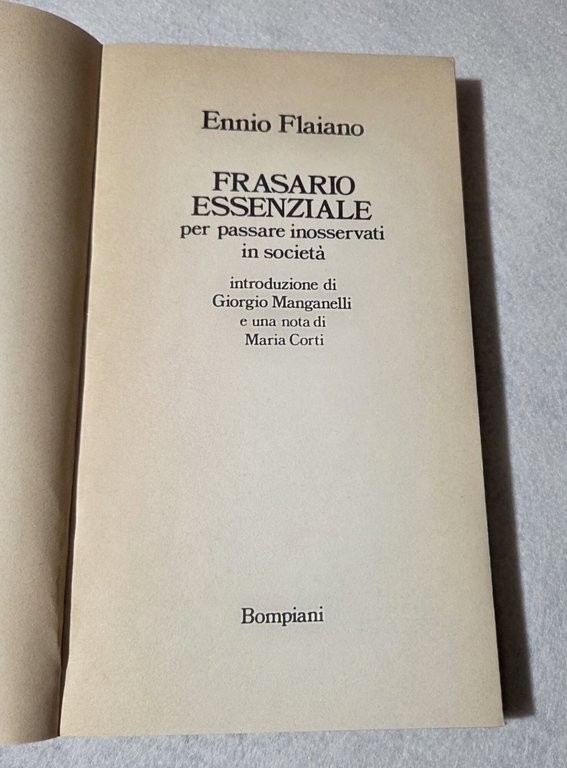 Ennio Flaiano
FRASARIO
ESSENZIALE
per passare inosservati
in società
introduzione di
Giorgio Manganelli
e una nota di
Maria Corti
Bompiani